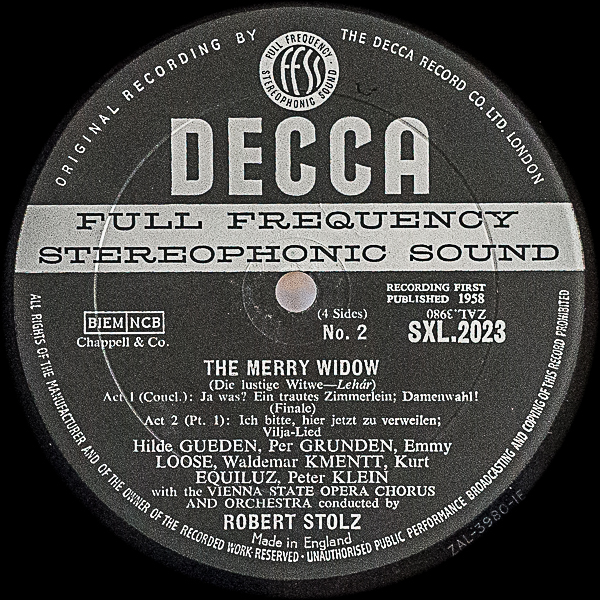 ORIGINAL RECORDING BY THE DECCA RECORD CO. LTD. LONDON
FULL FREQUENCY · STEREOPHONIC SOUND
FFSS
DECCA
FULL FREQUENCY
STEREOPHONIC SOUND
RECORDING FIRST
PUBLISHED 1958
ZAL.3980
BIEM NCB
Chappell & Co.
(4 Sides)
No. 2
SXL.2023
THE MERRY WIDOW
(Die lustige Witwe—Lehár)
Act 1 (Concl.): Ja was? Ein trautes Zimmerlein; Damenwahl!
(Finale)
Act 2 (Pt. 1): Ich bitte, hier jetzt zu verweilen;
Vilja-Lied
Hilde GUEDEN, Per GRUNDEN, Emmy
LOOSE, Waldemar KMENTT, Kurt
EQUILUZ, Peter KLEIN
with the VIENNA STATE OPERA CHORUS
AND ORCHESTRA conducted by
ROBERT STOLZ
Made in England
ALL RIGHTS OF THE MANUFACTURER AND OF THE OWNER OF THE RECORDED WORK RESERVED · UNAUTHORISED PUBLIC PERFORMANCE BROADCASTING AND COPYING OF THIS RECORD PROHIBITED
ZAL-3980-1F